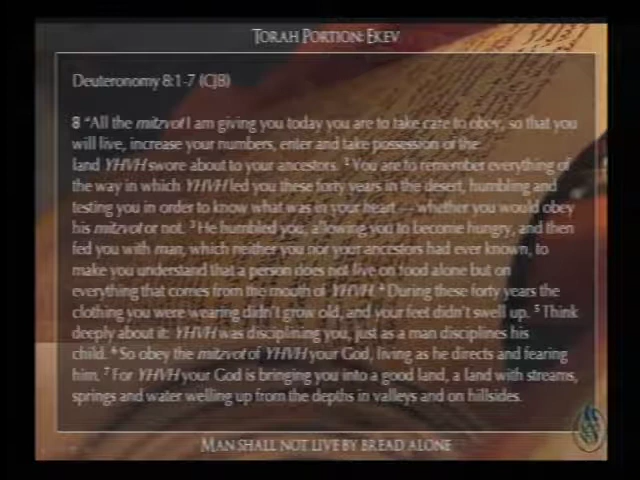 TORAH PORTION: EKEV
Deuteronomy 8:1-7 (CJB)
8 "All the mitzvot I am giving you today you are to take care to obey, so that you
will live, increase your numbers, enter and take possession of the
land YHVH swore about to your ancestors. 2 You are to remember everything of
the way in which YHVH led you these forty years in the desert, humbling and
testing you in order to know what was in your heart — whether you would obey
his mitzvot or not. 3 He humbled you, allowing you to become hungry, and then
fed you with man, which neither you nor your ancestors had ever known, to
make you understand that a person does not live on food alone but on
everything that comes from the mouth of YHVH. 4 During these forty years the
clothing you were wearing didn't grow old, and your feet didn't swell up. 5 Think
deeply about it: YHVH was disciplining you, just as a man disciplines his
child. 6 So obey the mitzvot of YHVH your God, living as he directs and fearing
him. 7 For YHVH your God is bringing you into a good land, a land with streams,
springs and water welling up from the depths in valleys and on hillsides.
MAN SHALL NOT LIVE BY BREAD ALONE